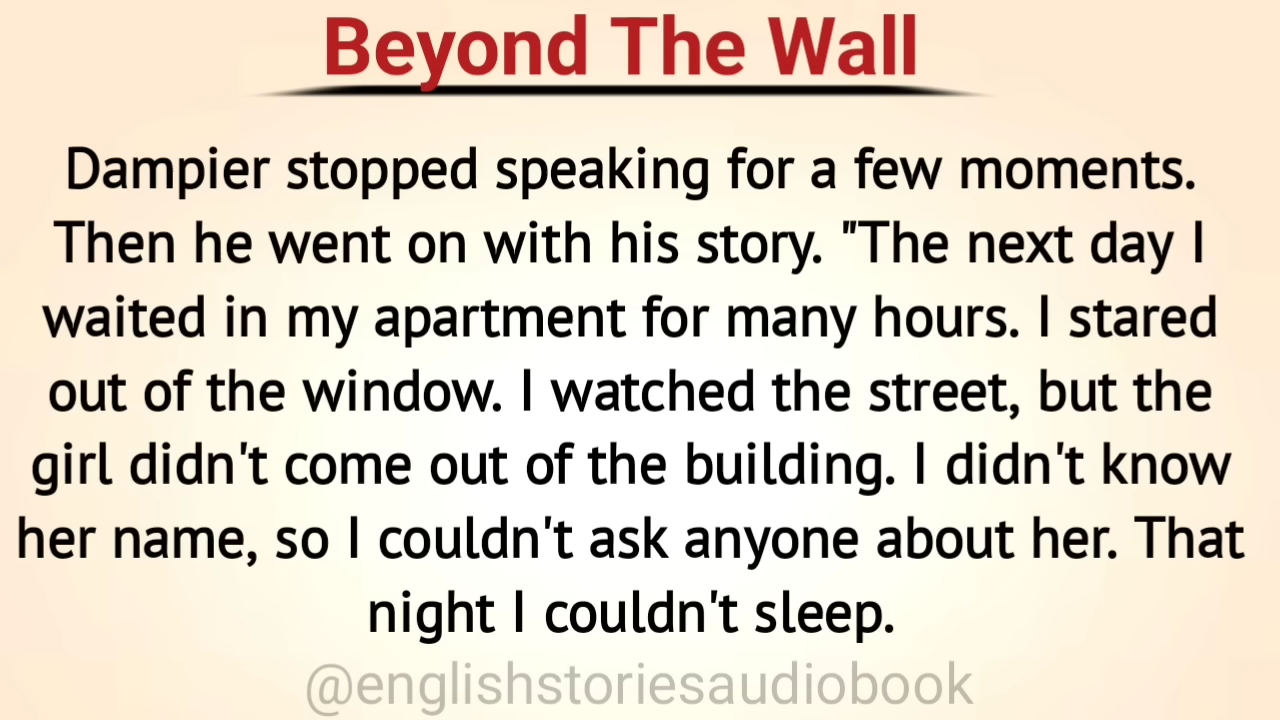 Beyond The Wall
Dampier stopped speaking for a few moments.
Then he went on with his story. "The next day I
waited in my apartment for many hours. I stared
out of the window. I watched the street, but the
girl didn't come out of the building. I didn't know
her name, so I couldn't ask anyone about her. That
night I couldn't sleep.
@englishstoriesaudiobook